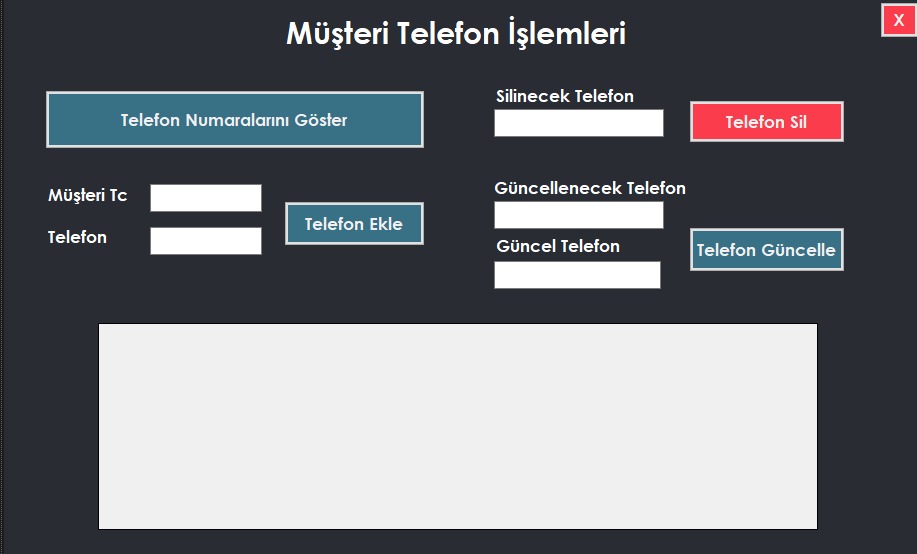 Müşteri Telefon İşlemleri
X
Telefon Numaralarını Göster
Silinecek Telefon
Telefon Sil
Müşteri Tc
Telefon
Telefon Ekle
Güncellenecek Telefon
Güncel Telefon
Telefon Güncelle